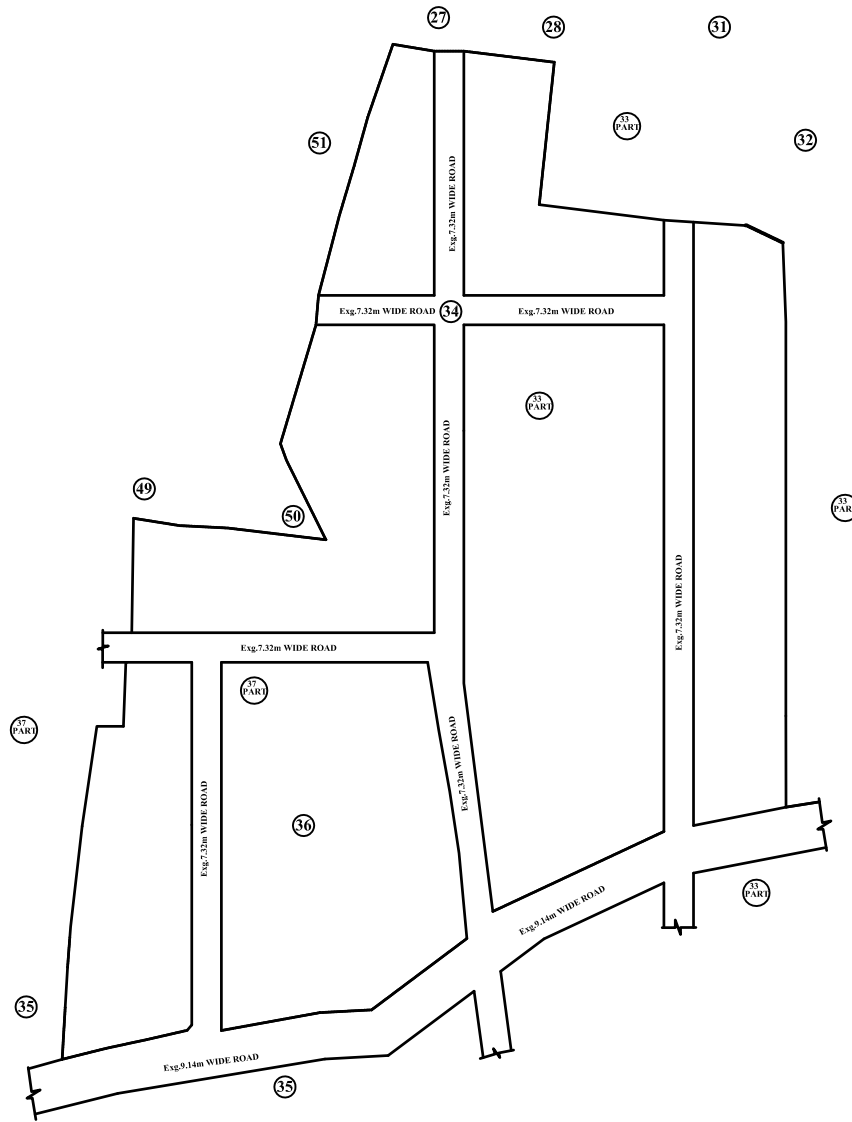 27
28
31
33
PART
32
51
Exg.7.32m WIDE ROAD
Exg.7.32m WIDE ROAD
34
Exg.7.32m WIDE ROAD
33
PART
Exg.7.32m WIDE ROAD
49
50
33
PART
Exg.7.32m WIDE ROAD
Exg.7.32m WIDE ROAD
37
PART
37
PART
Exg.7.32m WIDE ROAD
Exg.7.32m WIDE ROAD
36
33
PART
Exg.9.14m WIDE ROAD
35
Exg.9.14m WIDE ROAD
35